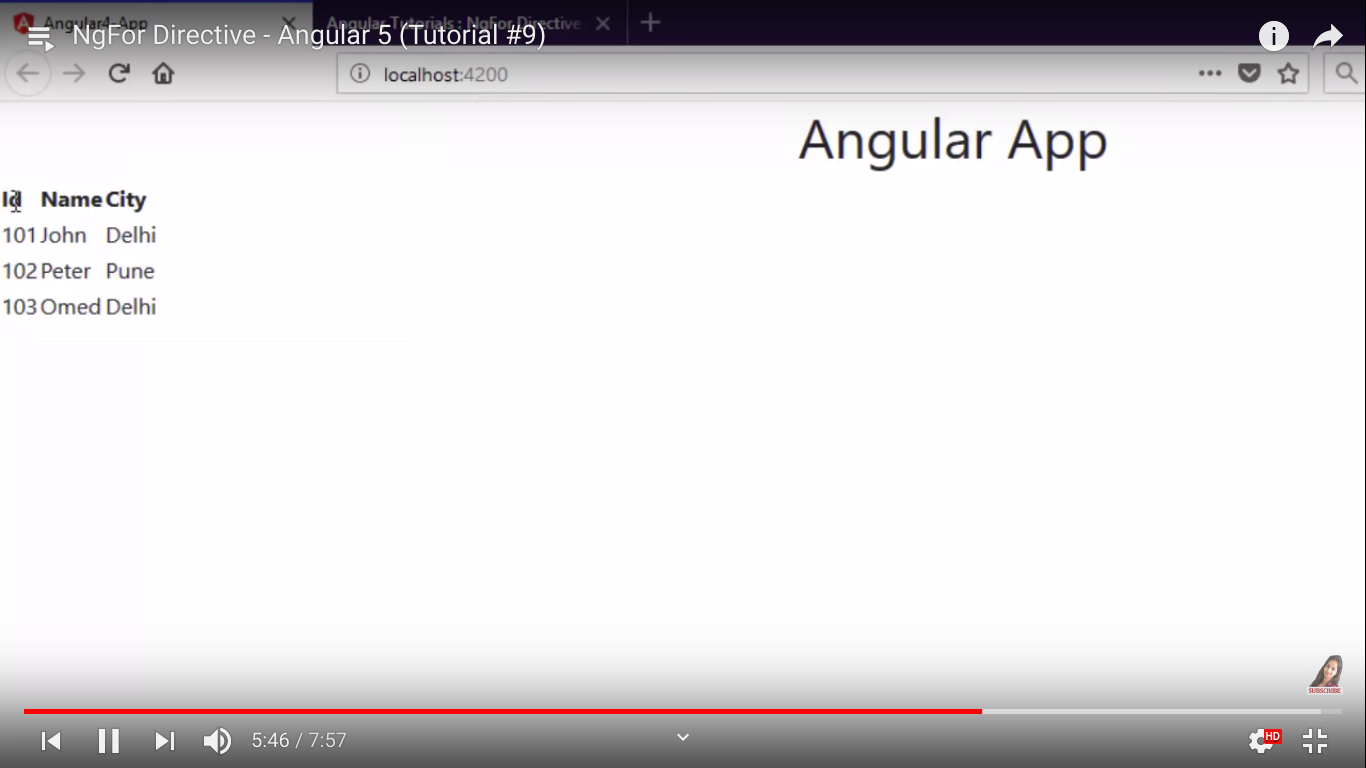 Angular4-App
Angular Tutorials : NgFor Directive
NgFor Directive - Angular 5 (Tutorial #9)
localhost:4200
Angular App
Id Name City
101 John Delhi
102 Peter Pune
103 Omed Delhi
SUBSCRIBE
5:46 / 7:57
HD